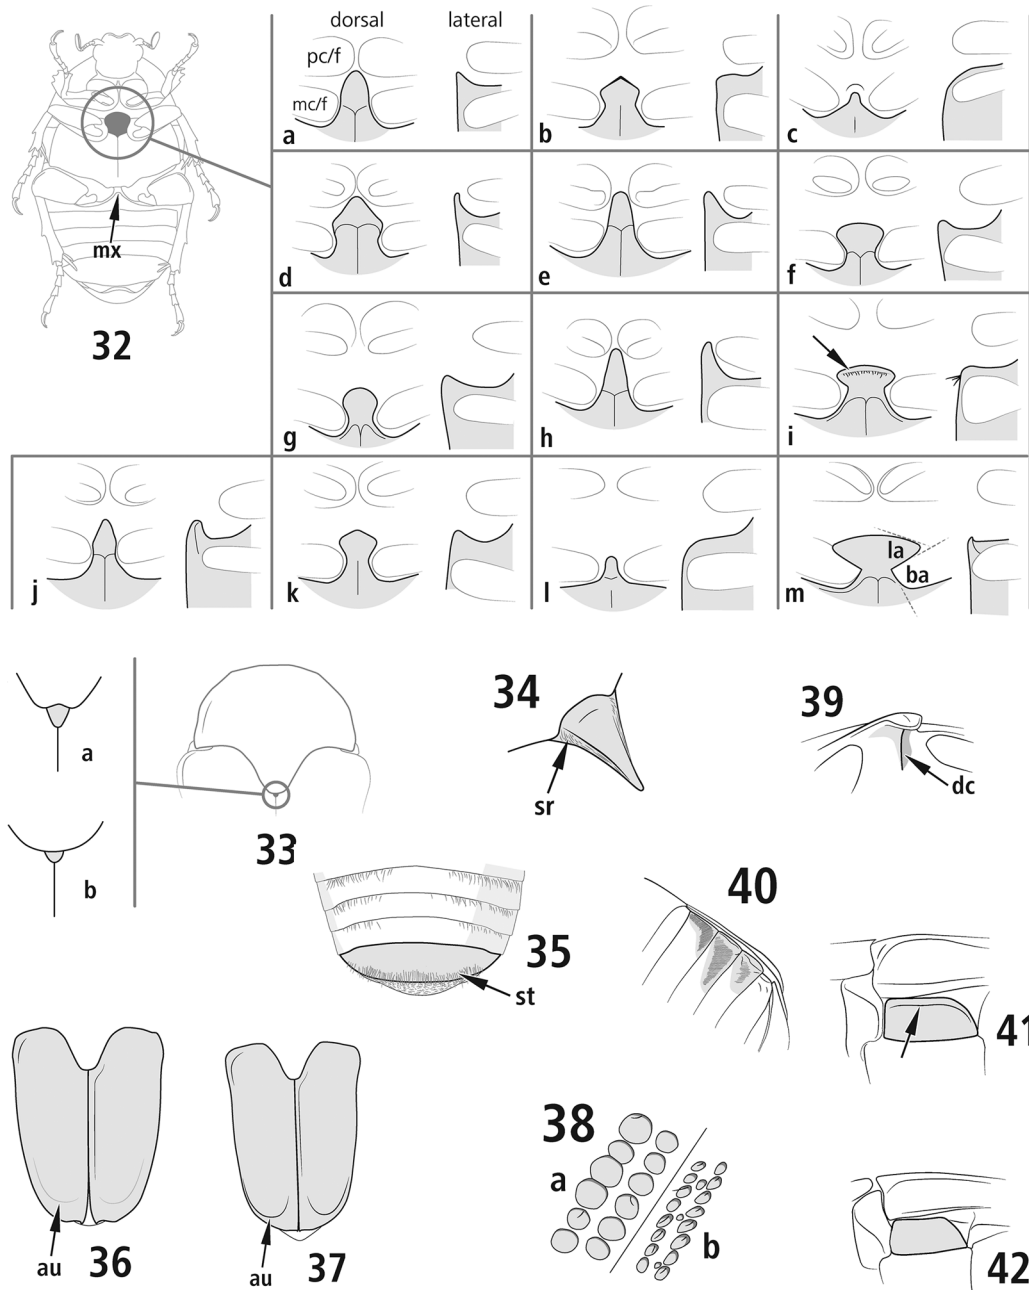 dorsal lateral
pc/f
mc/f
a
b
c
mx
32
d
e
f
g
h
i
j
k
l
la
ba
m
a
b
33
34
sr
39
dc
35
st
40
41
36
au
37
au
38
a
b
42